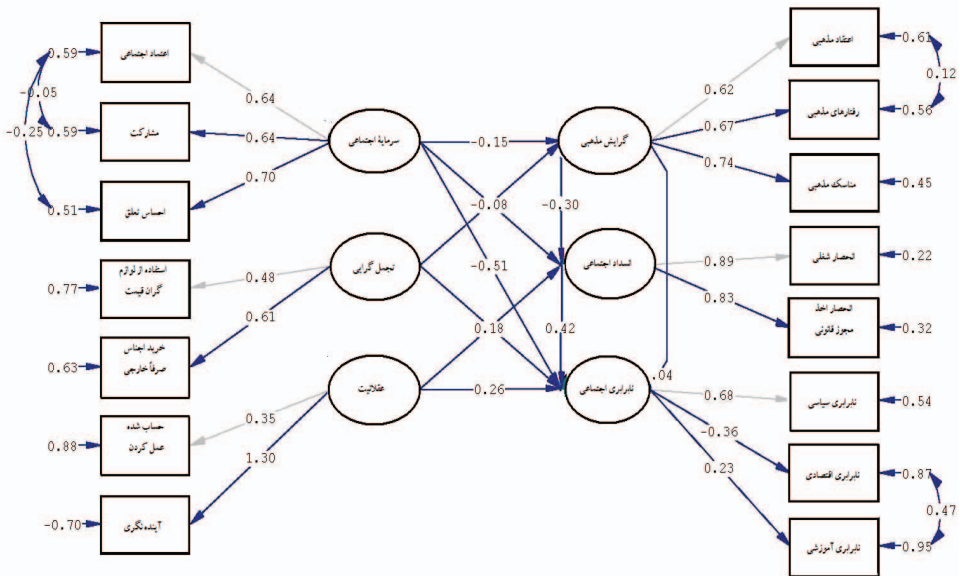 0.59
اعتماد اجتماعی
0.64
-0.05
-0.25
0.59
مشارکت
0.64
0.70
0.51
احساس تعلق
سرمایة اجتماعی
-0.15
-0.08
-0.51
گرایش مذهبی
-0.30
0.62
0.67
0.74
اعتقاد مذهبی
0.61
0.12
رفتارهای مذهبی
0.56
مناسک مذهبی
0.45
0.77
استفاده از لوازم
گران قیمت
0.48
0.61
تجمل گرایی
0.18
0.42
انسداد اجتماعی
0.89
0.83
انحصار شغلی
0.22
انحصار اخذ
مجوز قانونی
0.32
0.63
خرید اجناس
صرفاً خارجی
0.88
حساب شده
عمل کردن
0.35
1.30
عقلانیت
0.26
نابرابری اجتماعی
.04
0.68
-0.36
0.23
نابرابری سیاسی
0.54
نابرابری اقتصادی
0.87
0.47
نابرابری آموزشی
0.95
-0.70
آینده نگری